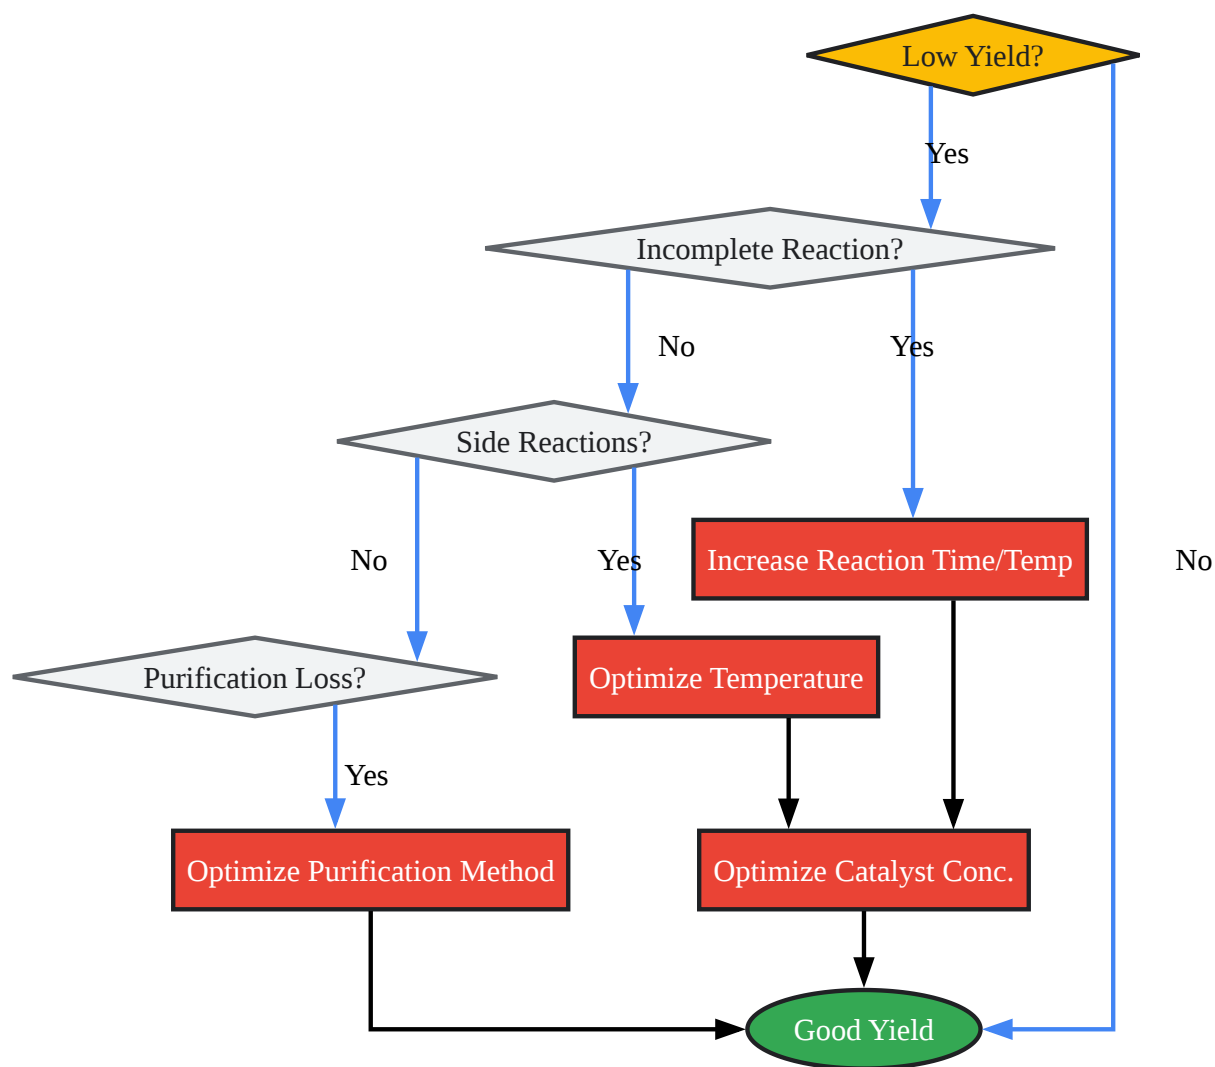 Low Yield?
Yes
Incomplete Reaction?
No
Yes
Side Reactions?
No
Yes
Increase Reaction Time/Temp
No
Purification Loss?
Optimize Temperature
Yes
Optimize Purification Method
Optimize Catalyst Conc.
Good Yield